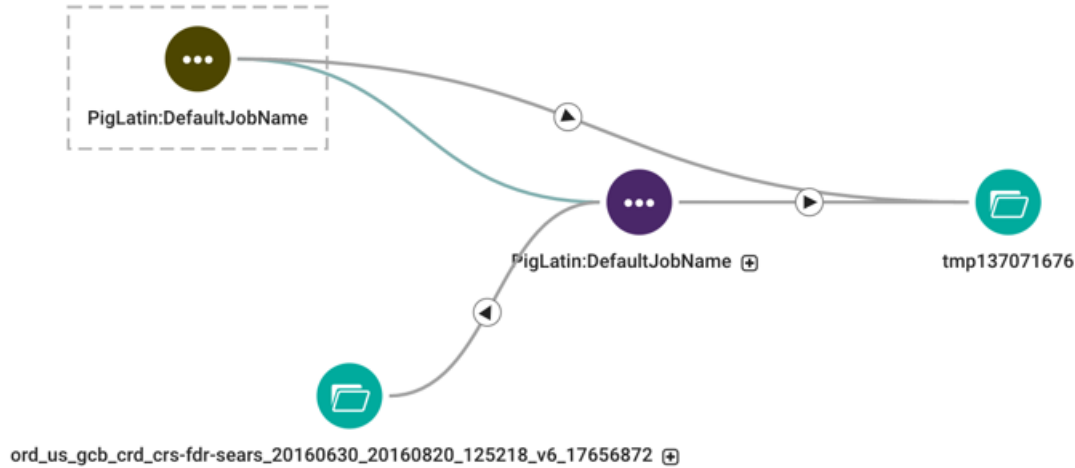 PigLatin:DefaultJobName
PigLatin:DefaultJobName
tmp137071676
ord_us_gcb_crd_crs-fdr-sears_20160630_20160820_125218_v6_17656872